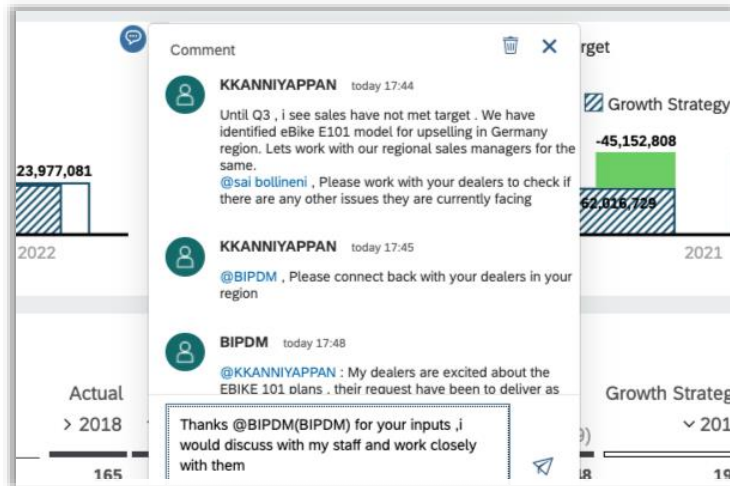 Comment
rget
KKANNIYAPPAN today 17:44
Until Q3 , i see sales have not met target . We have
identified eBike E101 model for upselling in Germany
region. Lets work with our regional sales managers for the
same.
@sai bollineni , Please work with your dealers to check if
there are any other issues they are currently facing
Growth Strategy
-45,152,808
23,977,081
62,016,729
2022
2021
KKANNIYAPPAN today 17:45
@BIPDM , Please connect back with your dealers in your
region
BIPDM today 17:48
@KKANNIYAPPAN : My dealers are excited about the
EBIKE 101 plans , their request have been to deliver as
Actual
> 2018
165
Thanks @BIPDM(BIPDM) for your inputs ,i
would discuss with my staff and work closely
with them
Growth Strateg
201
9)
8
19